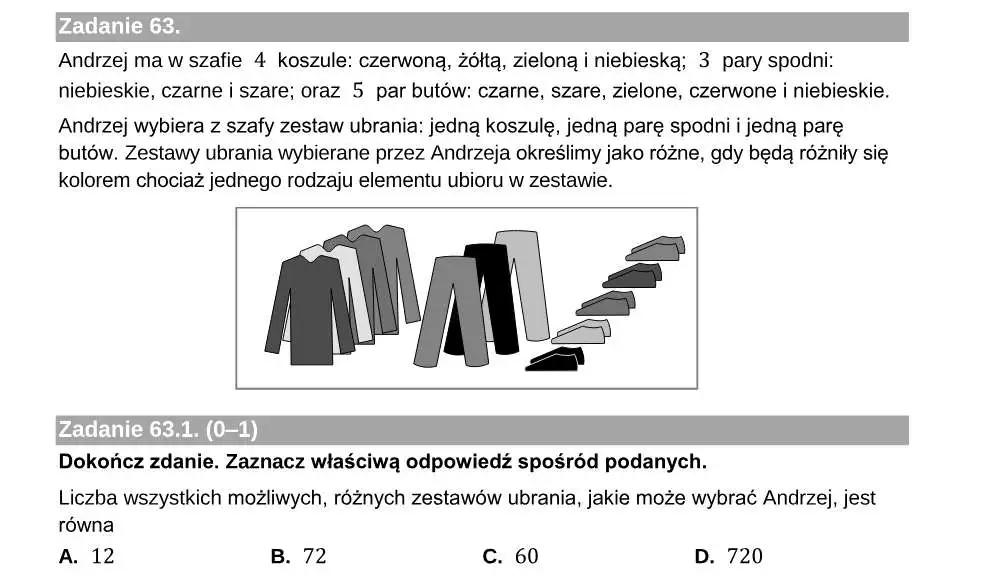 Zadanie 63.
Andrzej ma w szafie 4 koszule: czerwoną, żółtą, zieloną i niebieską; 3 pary spodni:
niebieskie, czarne i szare; oraz 5 par butów: czarne, szare, zielone, czerwone i niebieskie.
Andrzej wybiera z szafy zestaw ubrania: jedną koszulę, jedną parę spodni i jedną parę
butów. Zestawy ubrania wybierane przez Andrzeja określimy jako różne, gdy będą różniły się
kolorem chociaż jednego rodzaju elementu ubioru w zestawie.
Zadanie 63.1. (0–1)
Dokończ zdanie. Zaznacz właściwą odpowiedź spośród podanych.
Liczba wszystkich możliwych, różnych zestawów ubrania, jakie może wybrać Andrzej, jest
równa
A. 12 B. 72 C. 60 D. 720